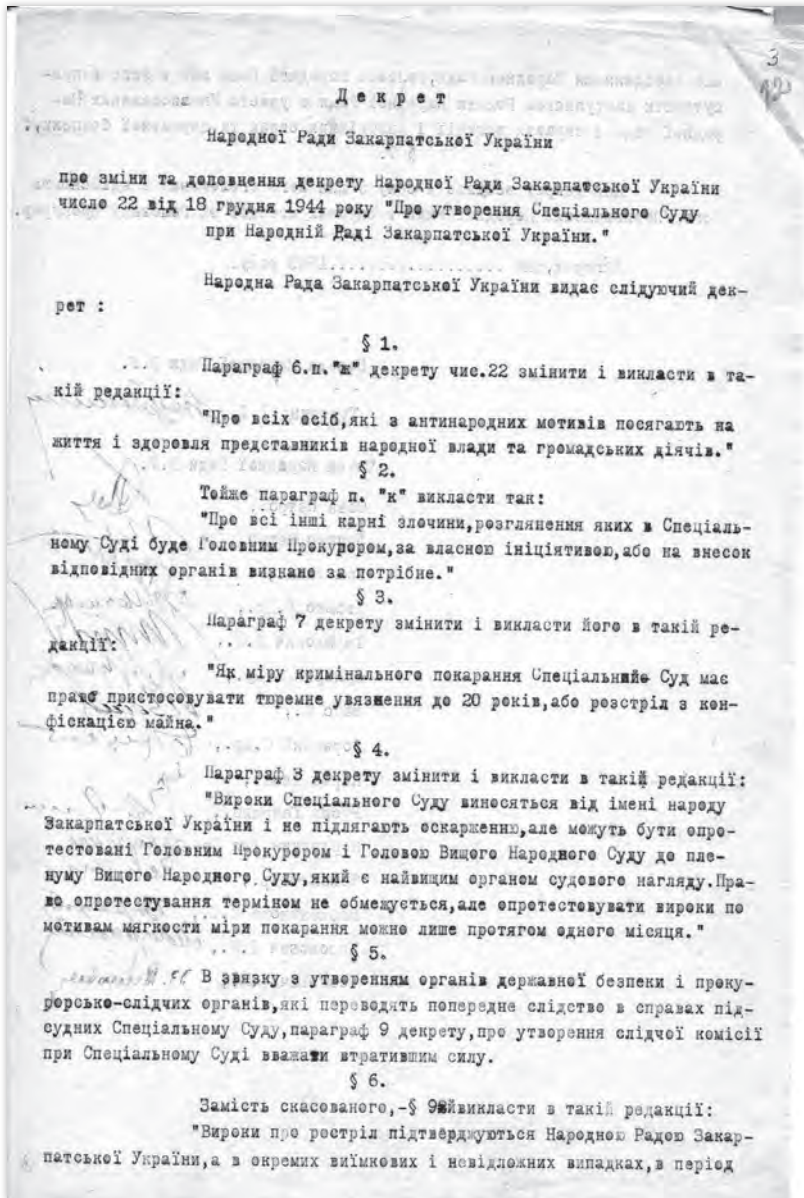 3
Декрет
Народної Ради Закарпатської України
про зміни та доповнення декрету Народної Ради Закарпатської України
число 22 від 18 грудня 1944 року "Про утворення Спеціального Суду
при Народній Раді Закарпатської України."
Народна Рада Закарпатської України видає слідуючий дек-
рет :
§ 1.
Параграф 6.п."ж" декрету чис.22 змінити і викласти в та-
кій редакції:
"Про всіх осіб,які з антинародних мотивів посягають на
життя і здоровля представників народної влади та громадських діячів."
§ 2.
Тойже параграф п. "к" викласти так:
"Про всі інші карні злочини,розгляненя яких в Спеціаль-
ному Суді буде Головним Прокурором,за власною ініціятивою,або на внесок
відповідних органів визнано за потрібне."
§ 3.
Параграф 7 декрету змінити і викласти його в такій ре-
дакції:
"Як міру кримінального покарання Спеціальний Суд має
право пристосовувати тюремне увязнення до 20 років,або розстріл з кон-
фіскацією майна."
§ 4.
Параграф 8 декрету змінити і викласти в такій редакції:
"Вироки Спеціального Суду виносяться від імені народу
Закарпатської України і не підлягають оскарженню,але можуть бути опро-
тестовані Головним Прокурором і Головою Вищого Народного Суду до пле-
нуму Вищого Народного Суду,який є найвищим органом судового нагляду.Пра-
во опротестування терміном не обмежується,але опротестовувати вироки по
мотивам мягкости міри покарання можно лише протягом одного місяця."
§ 5.
В звязку з утворенням органів державної безпеки і проку-
рорсько-слідчих органів,які переводять попереднє слідство в справах під-
судних Спеціальному Суду,параграф 9 декрету,про утворення слідчої комісії
при Спеціальному Суді вважати втратившим силу.
§ 6.
Замість скасованого,-§ 9 викласти в такій редакції:
"Вироки про рострiл підтверджуються Народною Радою Закар-
патської України,а в окремих виїмкових і невідложних випадках,в період